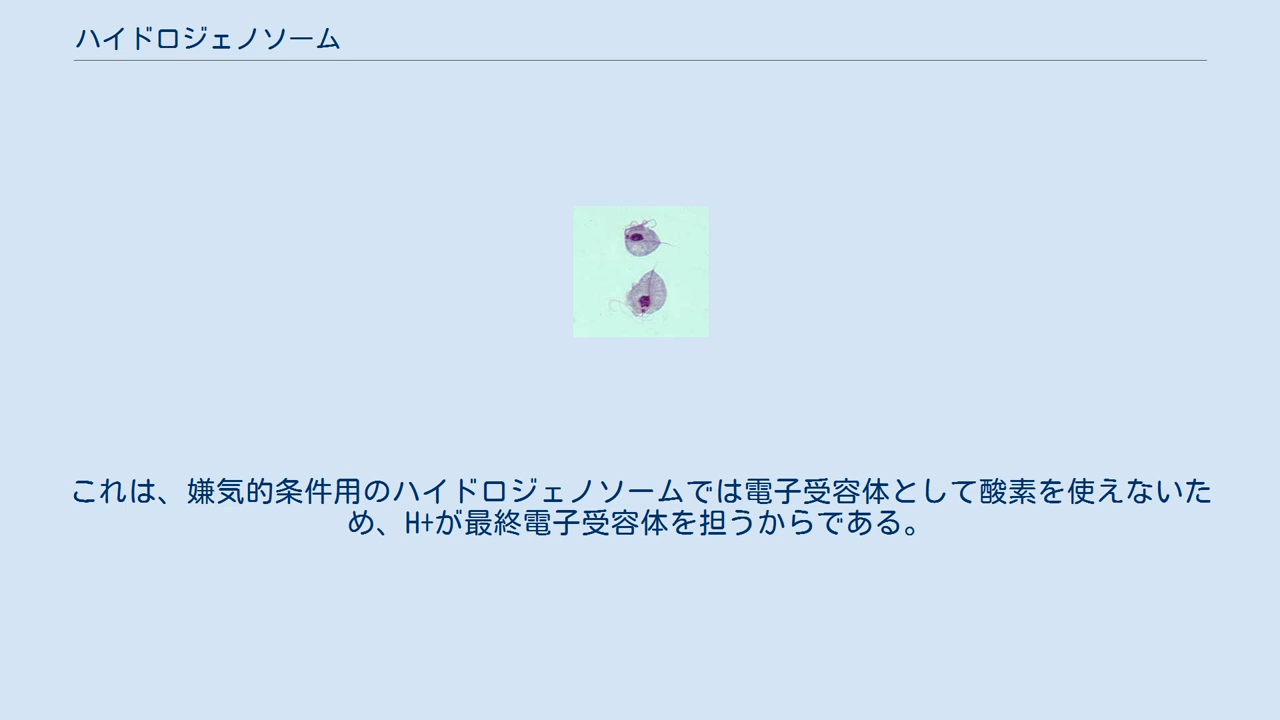 ハイドロジェノソーム
これは、嫌気的条件用のハイドロジェノソームでは電子受容体として酸素を使えないた
め、H+が最終電子受容体を担うからである。